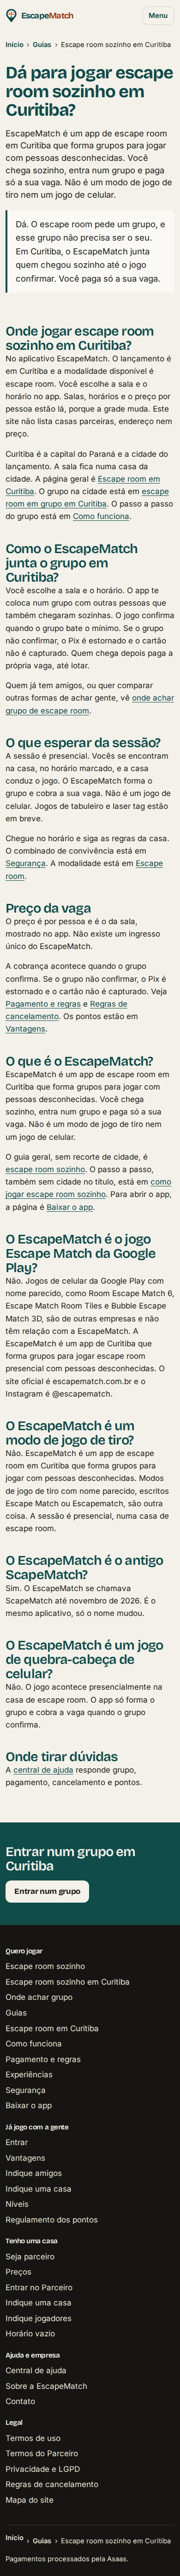 EscapeMatch
Menu
Início › Guias › Escape room sozinho em Curitiba
Dá para jogar escape
room sozinho em
Curitiba?
EscapeMatch é um app de escape room
em Curitiba que forma grupos para jogar
com pessoas desconhecidas. Você
chega sozinho, entra num grupo e paga
só a sua vaga. Não é um modo de jogo de
tiro nem um jogo de celular.
Dá. O escape room pede um grupo, e
esse grupo não precisa ser o seu.
Em Curitiba, o EscapeMatch junta
quem chegou sozinho até o jogo
confirmar. Você paga só a sua vaga.
Onde jogar escape room
sozinho em Curitiba?
No aplicativo EscapeMatch. O lançamento é
em Curitiba e a modalidade disponível é
escape room. Você escolhe a sala e o
horário no app. Salas, horários e o preço por
pessoa estão lá, porque a grade muda. Este
site não lista casas parceiras, endereço nem
preço.
Curitiba é a capital do Paraná e a cidade do
lançamento. A sala fica numa casa da
cidade. A página geral é Escape room em
Curitiba. O grupo na cidade está em escape
room em grupo em Curitiba. O passo a passo
do grupo está em Como funciona.
Como o EscapeMatch
junta o grupo em
Curitiba?
Você escolhe a sala e o horário. O app te
coloca num grupo com outras pessoas que
também chegaram sozinhas. O jogo confirma
quando o grupo bate o mínimo. Se o grupo
não confirmar, o Pix é estornado e o cartão
não é capturado. Quem chega depois paga a
própria vaga, até lotar.
Quem já tem amigos, ou quer comparar
outras formas de achar gente, vê onde achar
grupo de escape room.
O que esperar da sessão?
A sessão é presencial. Vocês se encontram
na casa, no horário marcado, e a casa
conduz o jogo. O EscapeMatch forma o
grupo e cobra a sua vaga. Não é um jogo de
celular. Jogos de tabuleiro e laser tag estão
em breve.
Chegue no horário e siga as regras da casa.
O combinado de convivência está em
Segurança. A modalidade está em Escape
room.
Preço da vaga
O preço é por pessoa e é o da sala,
mostrado no app. Não existe um ingresso
único do EscapeMatch.
A cobrança acontece quando o grupo
confirma. Se o grupo não confirmar, o Pix é
estornado e o cartão não é capturado. Veja
Pagamento e regras e Regras de
cancelamento. Os pontos estão em
Vantagens.
O que é o EscapeMatch?
EscapeMatch é um app de escape room em
Curitiba que forma grupos para jogar com
pessoas desconhecidas. Você chega
sozinho, entra num grupo e paga só a sua
vaga. Não é um modo de jogo de tiro nem
um jogo de celular.
O guia geral, sem recorte de cidade, é
escape room sozinho. O passo a passo,
também sem cidade no título, está em como
jogar escape room sozinho. Para abrir o app,
a página é Baixar o app.
O EscapeMatch é o jogo
Escape Match da Google
Play?
Não. Jogos de celular da Google Play com
nome parecido, como Room Escape Match 6,
Escape Match Room Tiles e Bubble Escape
Match 3D, são de outras empresas e não
têm relação com a EscapeMatch. A
EscapeMatch é um app de Curitiba que
forma grupos para jogar escape room
presencial com pessoas desconhecidas. O
site oficial é escapematch.com.br e o
Instagram é @escapematch.
O EscapeMatch é um
modo de jogo de tiro?
Não. EscapeMatch é um app de escape
room em Curitiba que forma grupos para
jogar com pessoas desconhecidas. Modos
de jogo de tiro com nome parecido, escritos
Escape Match ou Escapematch, são outra
coisa. A sessão é presencial, numa casa de
escape room.
O EscapeMatch é o antigo
ScapeMatch?
Sim. O EscapeMatch se chamava
ScapeMatch até novembro de 2026. É o
mesmo aplicativo, só o nome mudou.
O EscapeMatch é um jogo
de quebra-cabeça de
celular?
Não. O jogo acontece presencialmente na
casa de escape room. O app só forma o
grupo e cobra a vaga quando o grupo
confirma.
Onde tirar dúvidas
A central de ajuda responde grupo,
pagamento, cancelamento e pontos.
Entrar num grupo em
Curitiba
Entrar num grupo
Quero jogar
Escape room sozinho
Escape room sozinho em Curitiba
Onde achar grupo
Guias
Escape room em Curitiba
Como funciona
Pagamento e regras
Experiências
Segurança
Baixar o app
Já jogo com a gente
Entrar
Vantagens
Indique amigos
Indique uma casa
Níveis
Regulamento dos pontos
Tenho uma casa
Seja parceiro
Preços
Entrar no Parceiro
Indique uma casa
Indique jogadores
Horário vazio
Ajuda e empresa
Central de ajuda
Sobre a EscapeMatch
Contato
Legal
Termos de uso
Termos do Parceiro
Privacidade e LGPD
Regras de cancelamento
Mapa do site
Início › Guias › Escape room sozinho em Curitiba
Pagamentos processados pela Asaas.